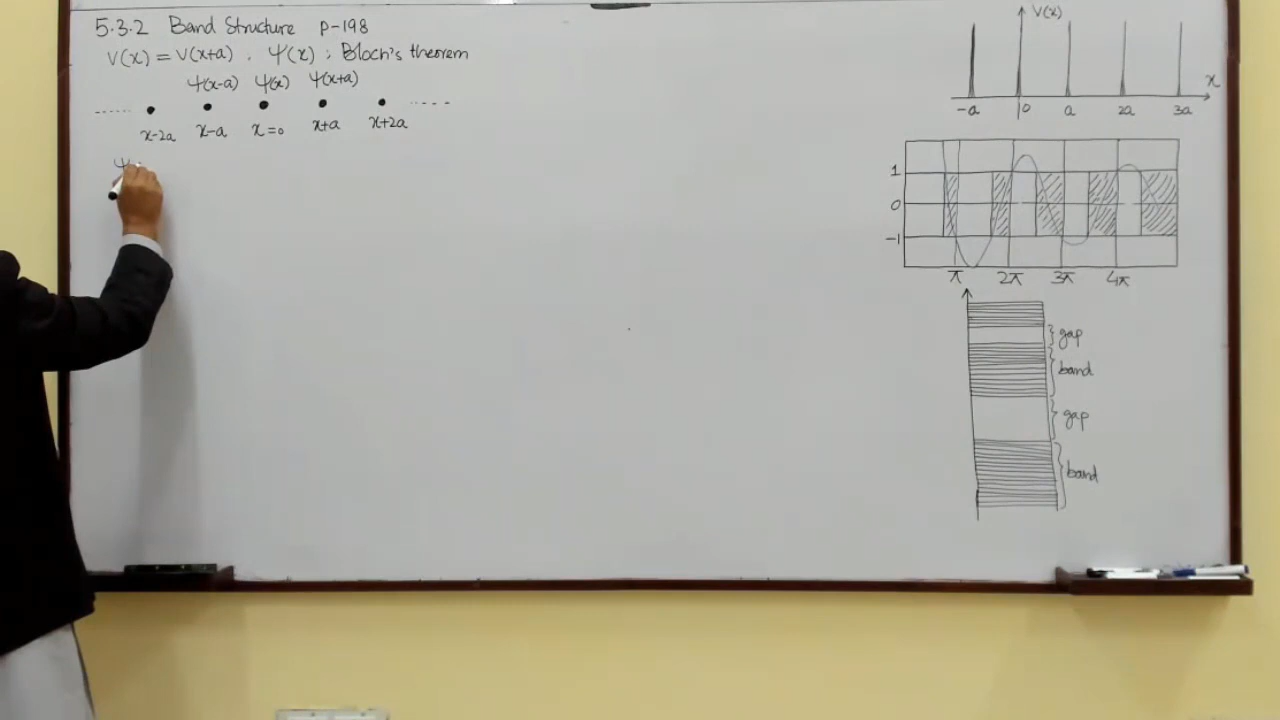 5.3.2 Band Structure P-198
V(x) = V(x+a) . ψ(x) ; Bloch's theorem
ψ(x-a) ψ(x) ψ(x+a)
x-2a x-a x=0 x+a x+2a
ψ
V(x)
x
-a 0 a 2a 3a
1
0
-1
π 2π 3π 4π
gap
band
gap
band